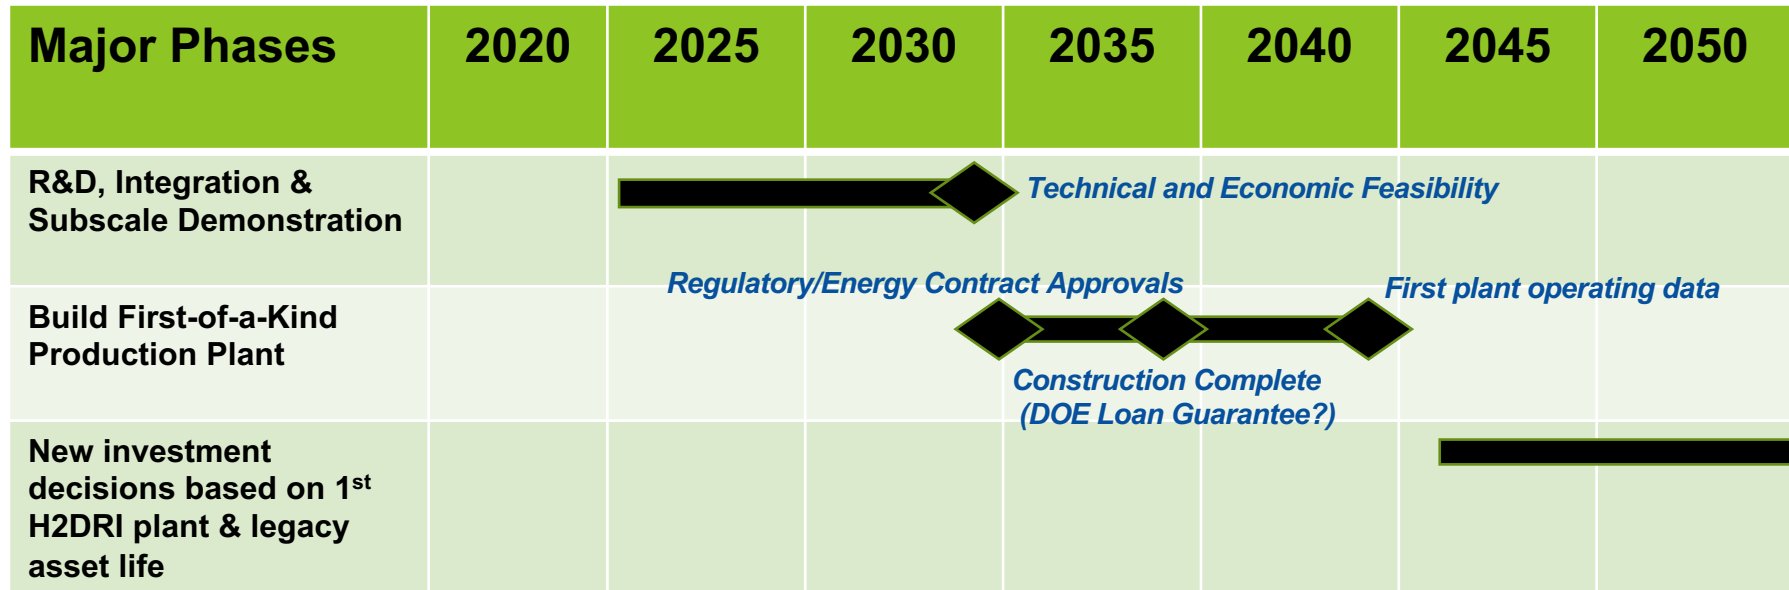 Major Phases 2020 2025 2030 2035 2040 2045 2050
R&D, Integration &
Subscale Demonstration
Technical and Economic Feasibility
Regulatory/Energy Contract Approvals
First plant operating data
Build First-of-a-Kind
Production Plant
Construction Complete
(DOE Loan Guarantee?)
New investment
decisions based on 1st
H2DRI plant & legacy
asset life